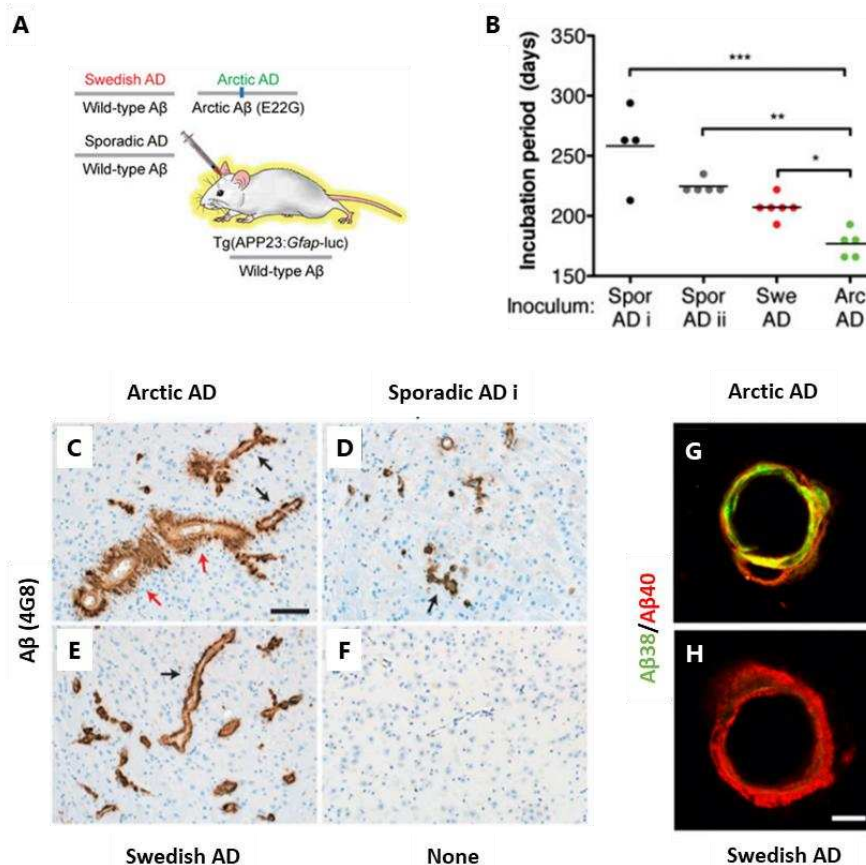 A
Swedish AD
Wild-type Aβ
Arctic AD
Arctic Aβ (E22G)
Sporadic AD
Wild-type Aβ
Tg(APP23:Gfap-luc)
Wild-type Aβ
B
Incubation period (days)
350
300
250
200
150
***
**
*
Inoculum:
Spor AD i
Spor AD ii
Swe AD
Arc AD
Arctic AD
Sporadic AD i
Aβ (4G8)
C
D
E
F
Swedish AD
None
Arctic AD
Aβ38/Aβ40
G
H
Swedish AD